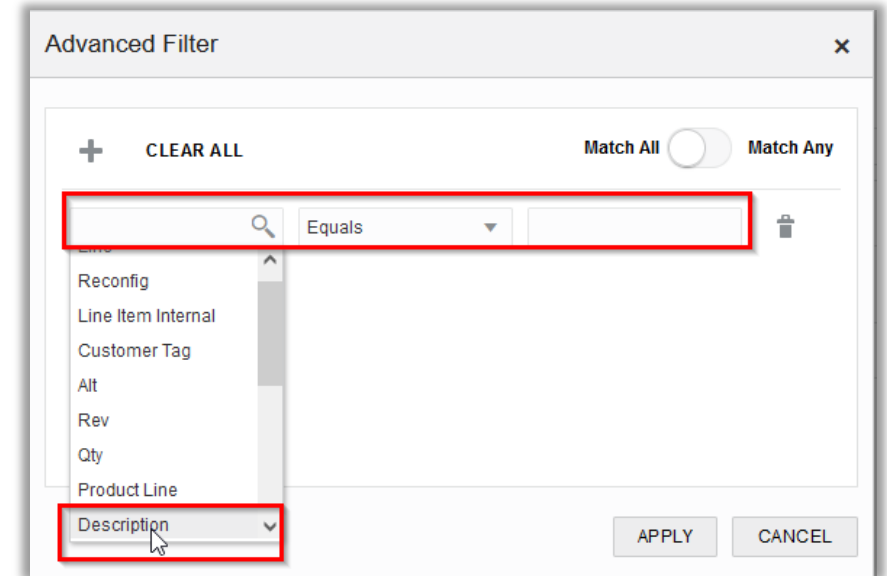 Advanced Filter
CLEAR ALL
Match All
Match Any
Equals
Line
Reconfig
Line Item Internal
Customer Tag
Alt
Rev
Qty
Product Line
Description
APPLY
CANCEL